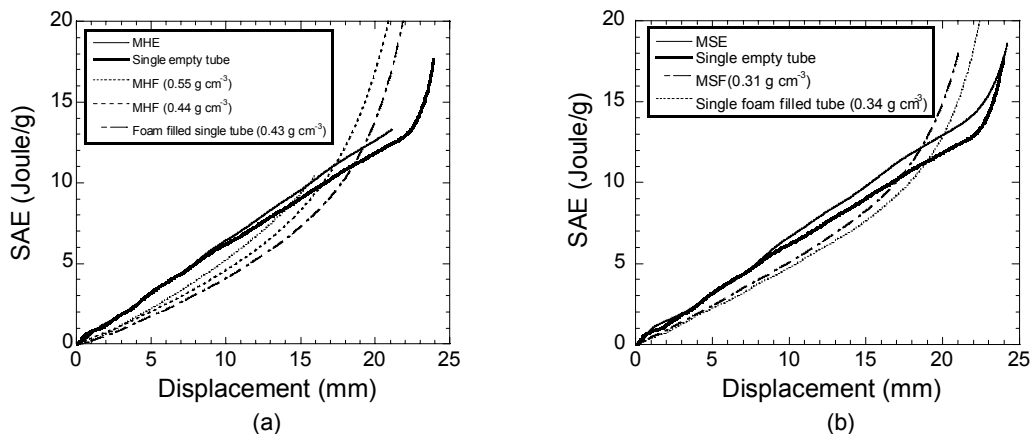 20
15
10
5
0
SAE (Joule/g)
MHE
Single empty tube
MHF (0.55 g cm⁻³)
MHF (0.44 g cm⁻³)
Foam filled single tube (0.43 g cm⁻³)
0 5 10 15 20 25
Displacement (mm)
(a)
20
15
10
5
0
SAE (Joule/g)
MSE
Single empty tube
MSF(0.31 g cm⁻³)
Single foam filled tube (0.34 g cm⁻³)
0 5 10 15 20 25
Displacement (mm)
(b)